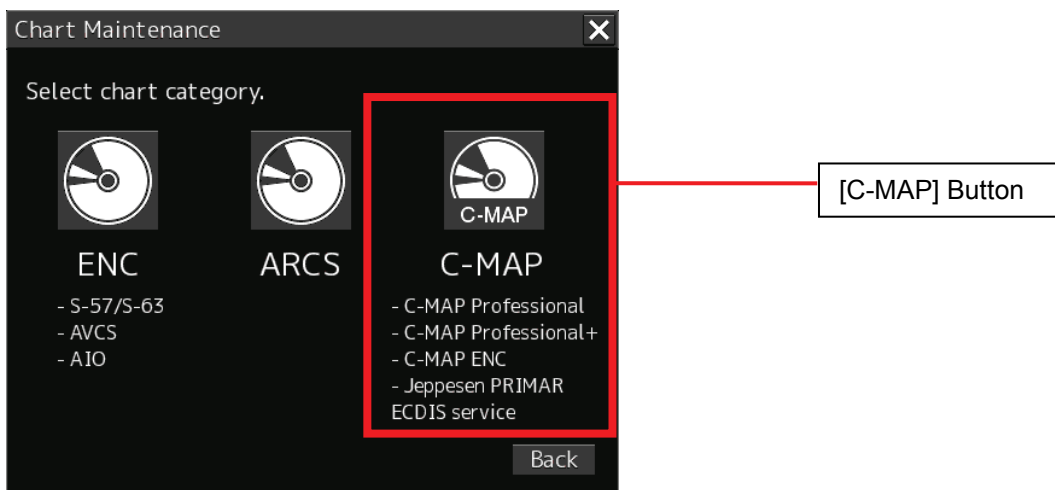 Chart Maintenance
Select chart category.
C-MAP
ENC
ARCS
C-MAP
- S-57/S-63
- AVCS
- AIO
- C-MAP Professional
- C-MAP Professional+
- C-MAP ENC
- Jeppesen PRIMAR
ECDIS service
Back
[C-MAP] Button